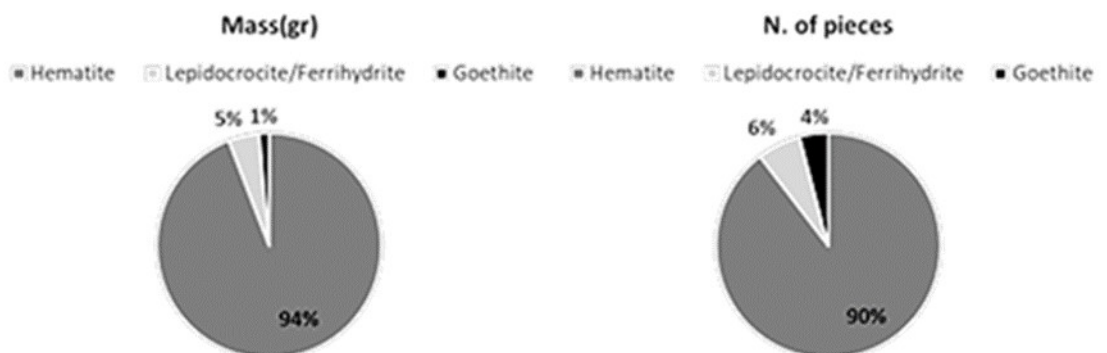 Mass(gr)
Hematite Lepidocrocite/Ferrihydrite Goethite
5% 1%
94%
N. of pieces
Hematite Lepidocrocite/Ferrihydrite Goethite
6% 4%
90%